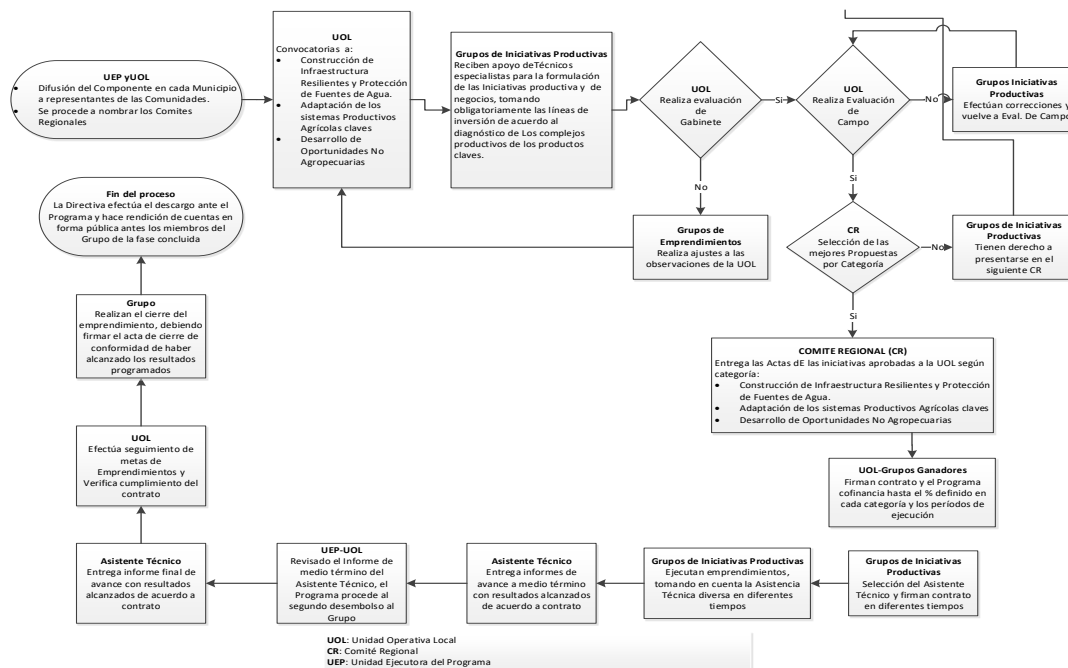 UEP yUOL
• Difusión del Componente en cada Municipio
a representantes de las Comunidades.
• Se procede a nombrar los Comites
Regionales
UOL
Convocatorias a:
• Construcción de
Infraestructura
Resilientes y Protección
de Fuentes de Agua.
• Adaptación de los
sistemas Productivos
Agrícolas claves
• Desarrollo de
Oportunidades No
Agropecuarias
Grupos de Iniciativas Productivas
Reciben apoyo deTécnicos
especialistas para la formulación
de las Iniciativas productiva y de
negocios, tomando
obligatoriamente las líneas de
inversión de acuerdo al
diagnóstico de Los complejos
productivos de los productos
claves.
UOL
Realiza evaluación
de
Gabinete
Si
UOL
Realiza Evaluación
de
Campo
No
Grupos Iniciativas
Productivas
Efectúan correcciones y
vuelve a Eval. De Campo
No
Si
Grupos de
Emprendimientos
Realiza ajustes a las
observaciones de la UOL
CR
Selección de las
mejores Propuestas
por Categoría
No
Grupos de Iniciativas
Productivas
Tienen derecho a
presentarse en el
siguiente CR
Si
Fin del proceso
La Directiva efectúa el descargo ante el
Programa y hace rendición de cuentas en
forma pública antes los miembros del
Grupo de la fase concluida
Grupo
Realizan el cierre del
emprendimiento, debiendo
firmar el acta de cierre de
conformidad de haber
alcanzado los resultados
programados
COMITE REGIONAL (CR)
Entrega las Actas dE las iniciativas aprobadas a la UOL según
categoría:
• Construcción de Infraestructura Resilientes y Protección
de Fuentes de Agua.
• Adaptación de los sistemas Productivos Agrícolas claves
• Desarrollo de Oportunidades No Agropecuarias
UOL
Efectúa seguimiento de
metas de
Emprendimientos y
Verifica cumplimiento del
contrato
UOL-Grupos Ganadores
Firman contrato y el Programa
cofinancia hasta el % definido en
cada categoría y los períodos de
ejecución
Asistente Técnico
Entrega informe final de
avance con resultados
alcanzados de acuerdo a
contrato
UEP-UOL
Revisado el Informe de
medio término del
Asistente Técnico, el
Programa procede al
segundo desembolso al
Grupo
Asistente Técnico
Entrega informes de
avance a medio término
con resultados alcanzados
de acuerdo a contrato
Grupos de Iniciativas Productivas
Ejecutan emprendimientos,
tomando en cuenta la Asistencia
Técnica diversa en diferentes
tiempos
Grupos de Iniciativas
Productivas
Selección del Asistente
Técnico y firman contrato
en diferentes tiempos
UOL: Unidad Operativa Local
CR: Comité Regional
UEP: Unidad Ejecutora del Programa